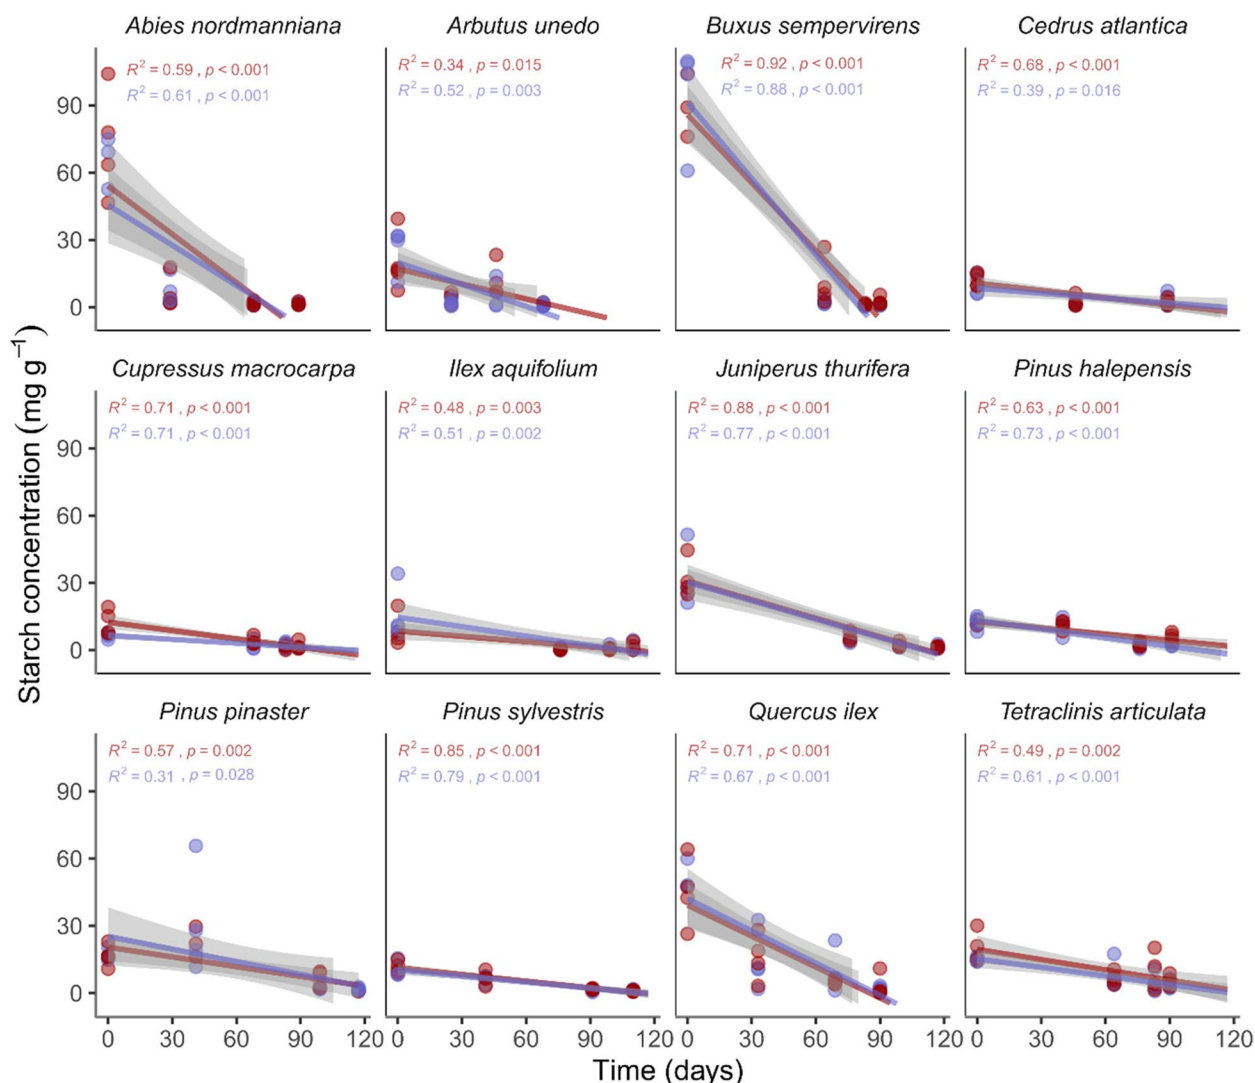 Abies nordmanniana
Arbutus unedo
Buxus sempervirens
Cedrus atlantica
R² = 0.59 , p < 0.001
R² = 0.61 , p < 0.001
R² = 0.34 , p = 0.015
R² = 0.52 , p = 0.003
R² = 0.92 , p < 0.001
R² = 0.88 , p < 0.001
R² = 0.68 , p < 0.001
R² = 0.39 , p = 0.016
90
60
30
0
Cupressus macrocarpa
Ilex aquifolium
Juniperus thurifera
Pinus halepensis
R² = 0.71 , p < 0.001
R² = 0.71 , p < 0.001
R² = 0.48 , p = 0.003
R² = 0.51 , p = 0.002
R² = 0.88 , p < 0.001
R² = 0.77 , p < 0.001
R² = 0.63 , p < 0.001
R² = 0.73 , p < 0.001
90
60
30
0
Starch concentration (mg g⁻¹)
Pinus pinaster
Pinus sylvestris
Quercus ilex
Tetraclinis articulata
R² = 0.57 , p = 0.002
R² = 0.31 , p = 0.028
R² = 0.85 , p < 0.001
R² = 0.79 , p < 0.001
R² = 0.71 , p < 0.001
R² = 0.67 , p < 0.001
R² = 0.49 , p = 0.002
R² = 0.61 , p < 0.001
90
60
30
0
0 30 60 90 120
0 30 60 90 120
0 30 60 90 120
0 30 60 90 120
Time (days)